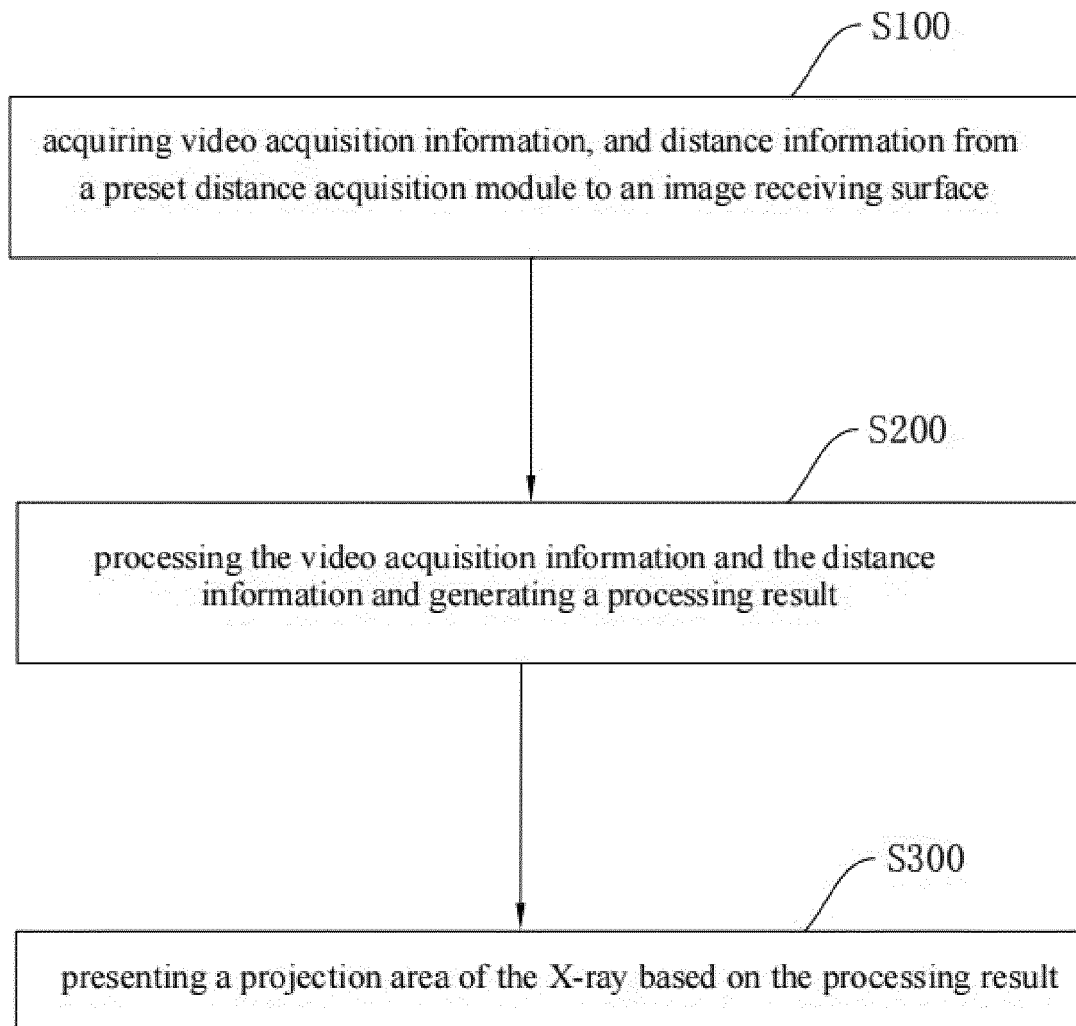 S100
acquiring video acquisition information, and distance information from
a preset distance acquisition module to an image receiving surface
S200
processing the video acquisition information and the distance
information and generating a processing result
S300
presenting a projection area of the X-ray based on the processing result